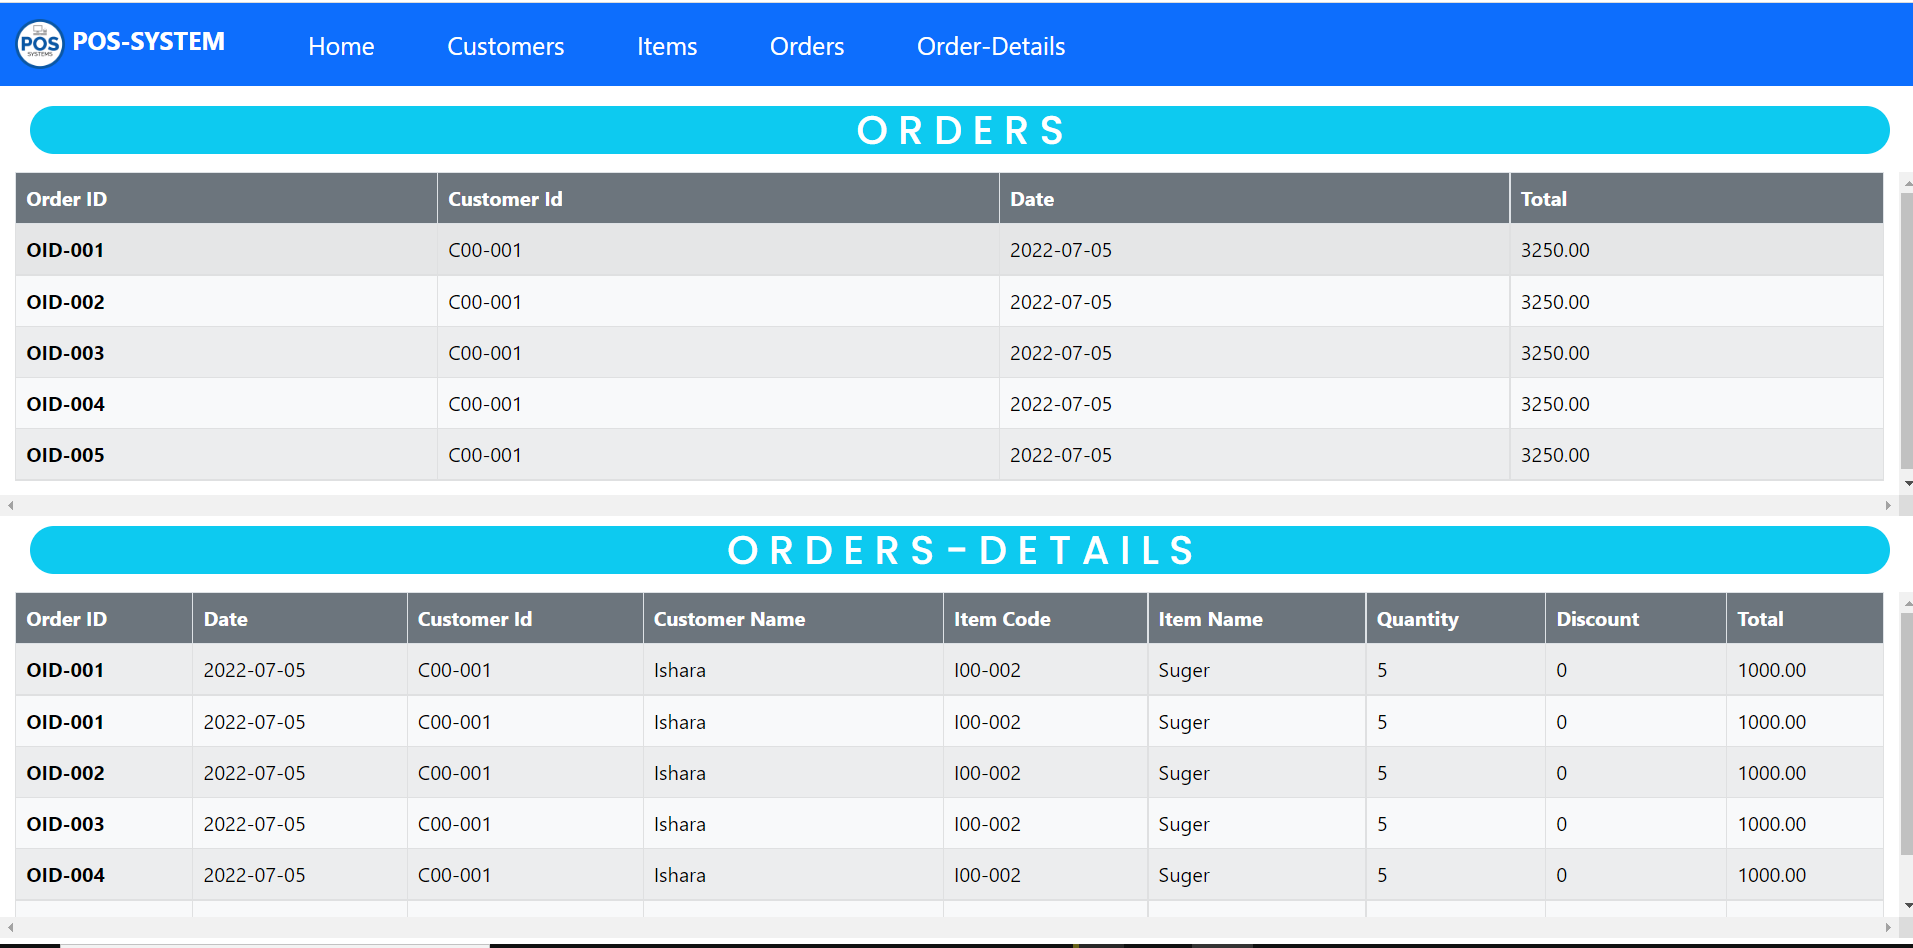 POS
SYSTEMS
POS-SYSTEM Home Customers Items Orders Order-Details
ORDERS
Order ID Customer Id Date Total
OID-001 C00-001 2022-07-05 3250.00
OID-002 C00-001 2022-07-05 3250.00
OID-003 C00-001 2022-07-05 3250.00
OID-004 C00-001 2022-07-05 3250.00
OID-005 C00-001 2022-07-05 3250.00
ORDERS-DETAILS
Order ID Date Customer Id Customer Name Item Code Item Name Quantity Discount Total
OID-001 2022-07-05 C00-001 Ishara I00-002 Suger 5 0 1000.00
OID-001 2022-07-05 C00-001 Ishara I00-002 Suger 5 0 1000.00
OID-002 2022-07-05 C00-001 Ishara I00-002 Suger 5 0 1000.00
OID-003 2022-07-05 C00-001 Ishara I00-002 Suger 5 0 1000.00
OID-004 2022-07-05 C00-001 Ishara I00-002 Suger 5 0 1000.00